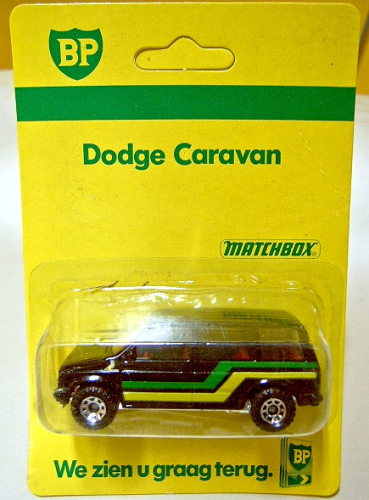 BP
Dodge Caravan
MATCHBOX®
We zien u graag terug.
BP